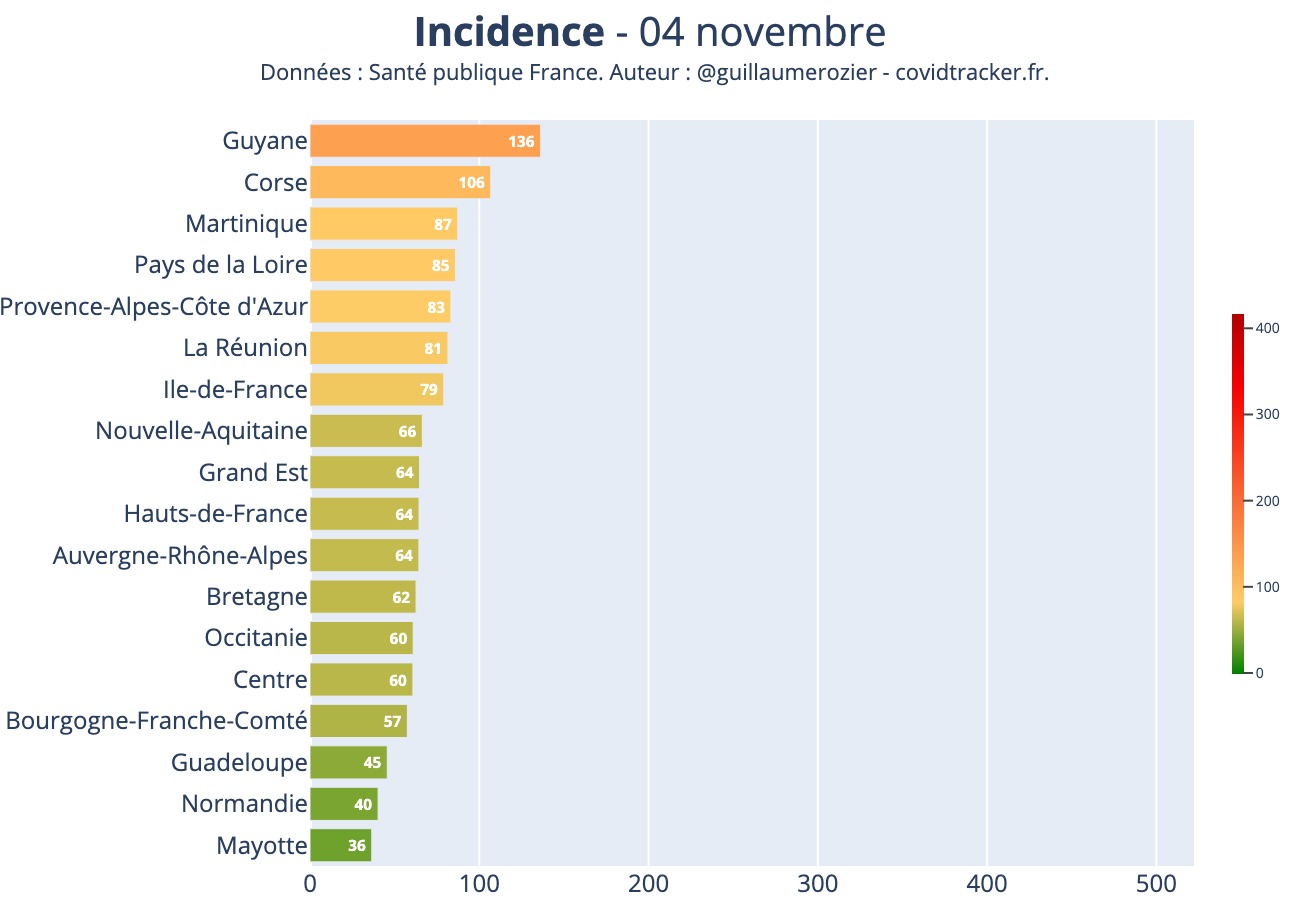 Incidence - 04 novembre
Données : Santé publique France. Auteur : @guillaumerozier - covidtracker.fr.
Guyane 136
Corse 106
Martinique 87
Pays de la Loire 85
Provence-Alpes-Côte d'Azur 83
La Réunion 81
Ile-de-France 79
Nouvelle-Aquitaine 66
Grand Est 64
Hauts-de-France 64
Auvergne-Rhône-Alpes 64
Bretagne 62
Occitanie 60
Centre 60
Bourgogne-Franche-Comté 57
Guadeloupe 45
Normandie 40
Mayotte 36
0 100 200 300 400 500
400
300
200
100
0